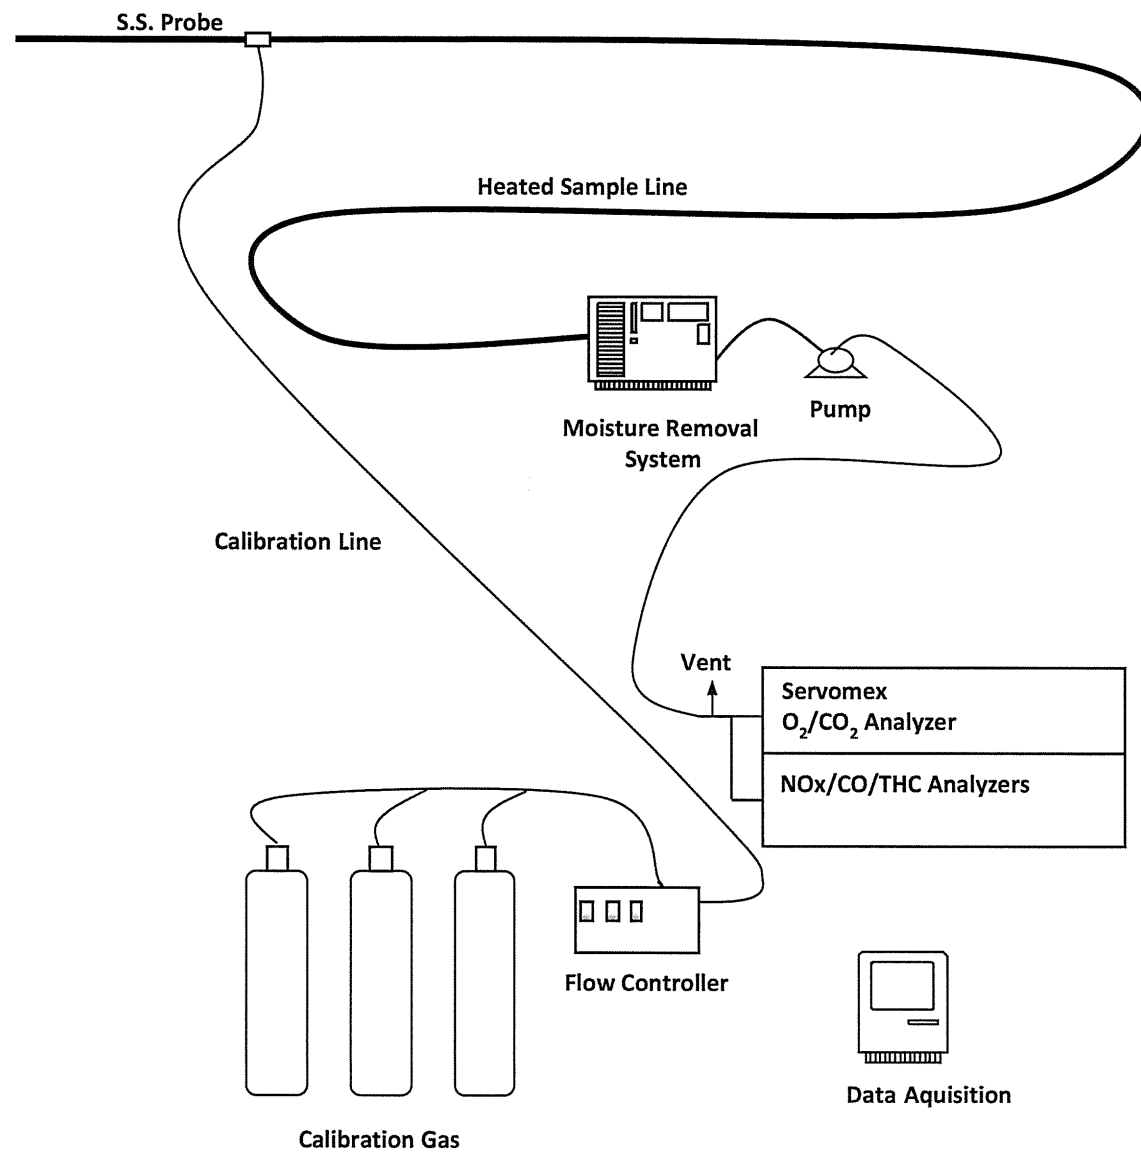 S.S. Probe
Heated Sample Line
Pump
Moisture Removal
System
Calibration Line
Vent
Servomex
O₂/CO₂ Analyzer
NOx/CO/THC Analyzers
Flow Controller
Data Aquisition
Calibration Gas